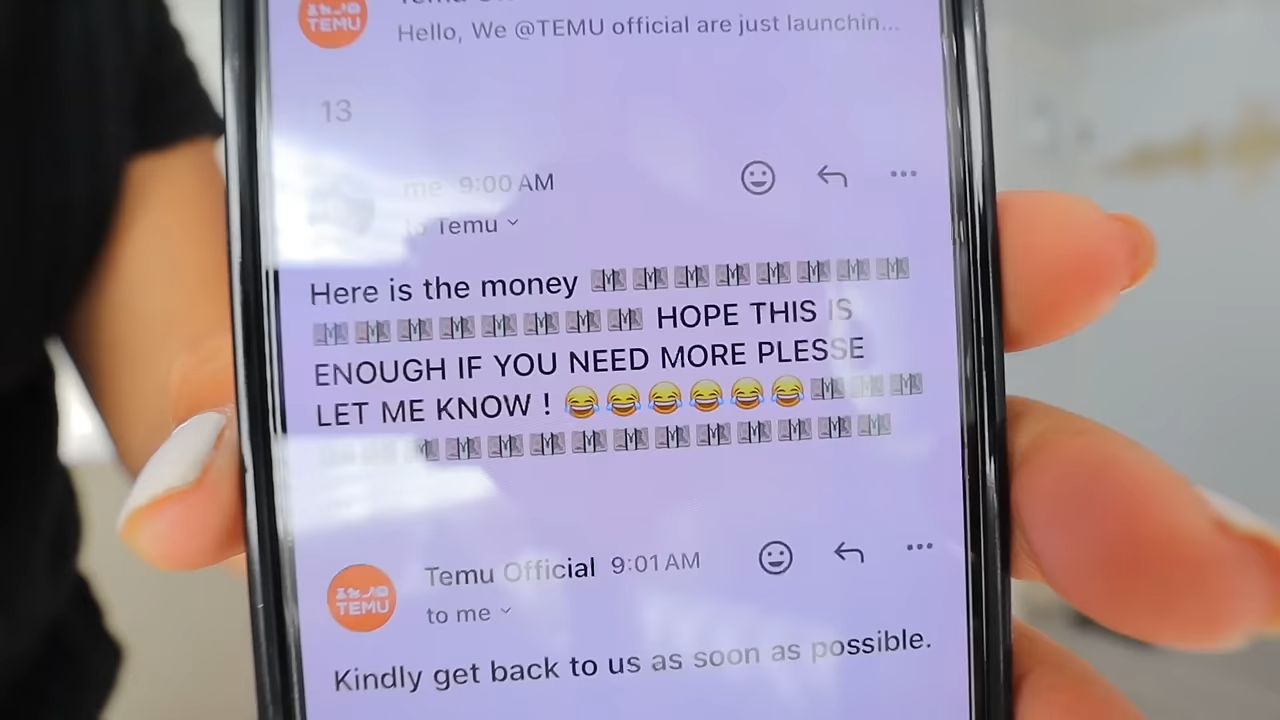 TEMU
Hello, We @TEMU official are just launchin...
13
me 9:00 AM
to Temu
Here is the money
HOPE THIS IS
ENOUGH IF YOU NEED MORE PLESSE
LET ME KNOW ! 😂😂😂😂😂😂
TEMU
Temu Official 9:01 AM
to me
Kindly get back to us as soon as possible.